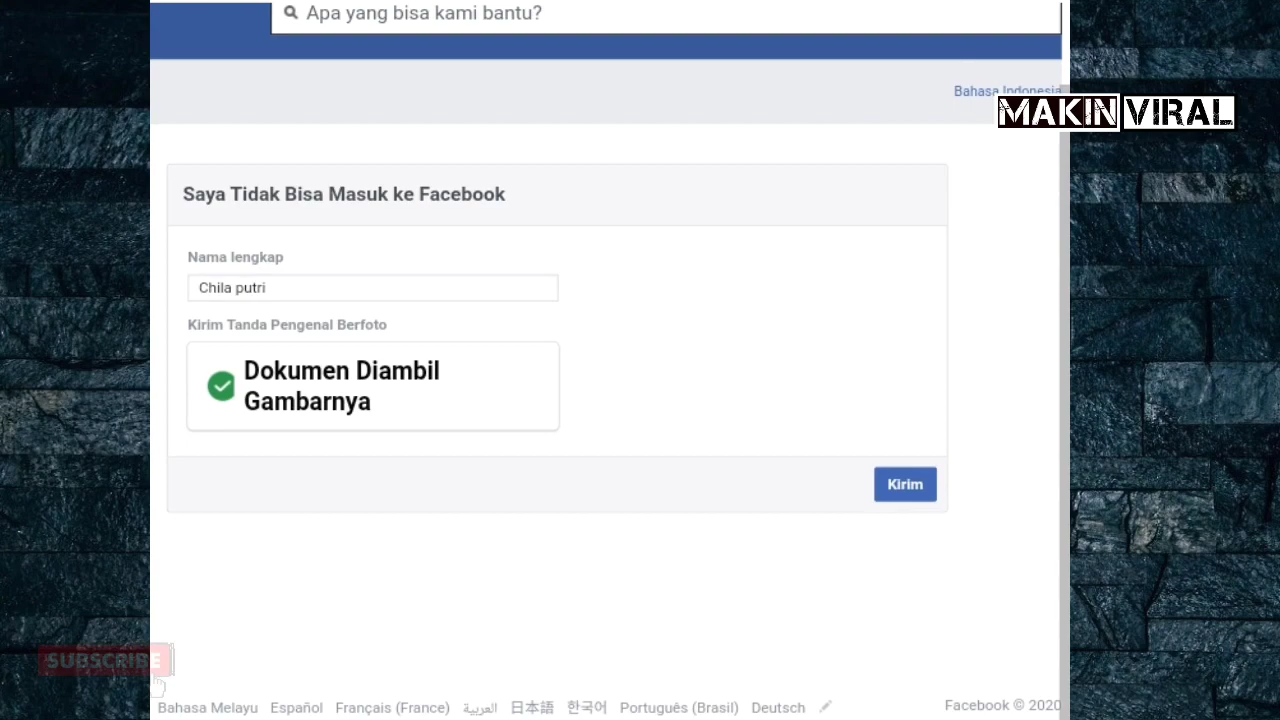 Apa yang bisa kami bantu?
Bahasa Indonesia
MAKIN VIRAL
Saya Tidak Bisa Masuk ke Facebook
Nama lengkap
Chila putri
Kirim Tanda Pengenal Berfoto
Dokumen Diambil
Gambarnya
Kirim
SUBSCRIBE
Bahasa Melayu Español Français (France) العربية 日本語 한국어 Português (Brasil) Deutsch
Facebook © 2020